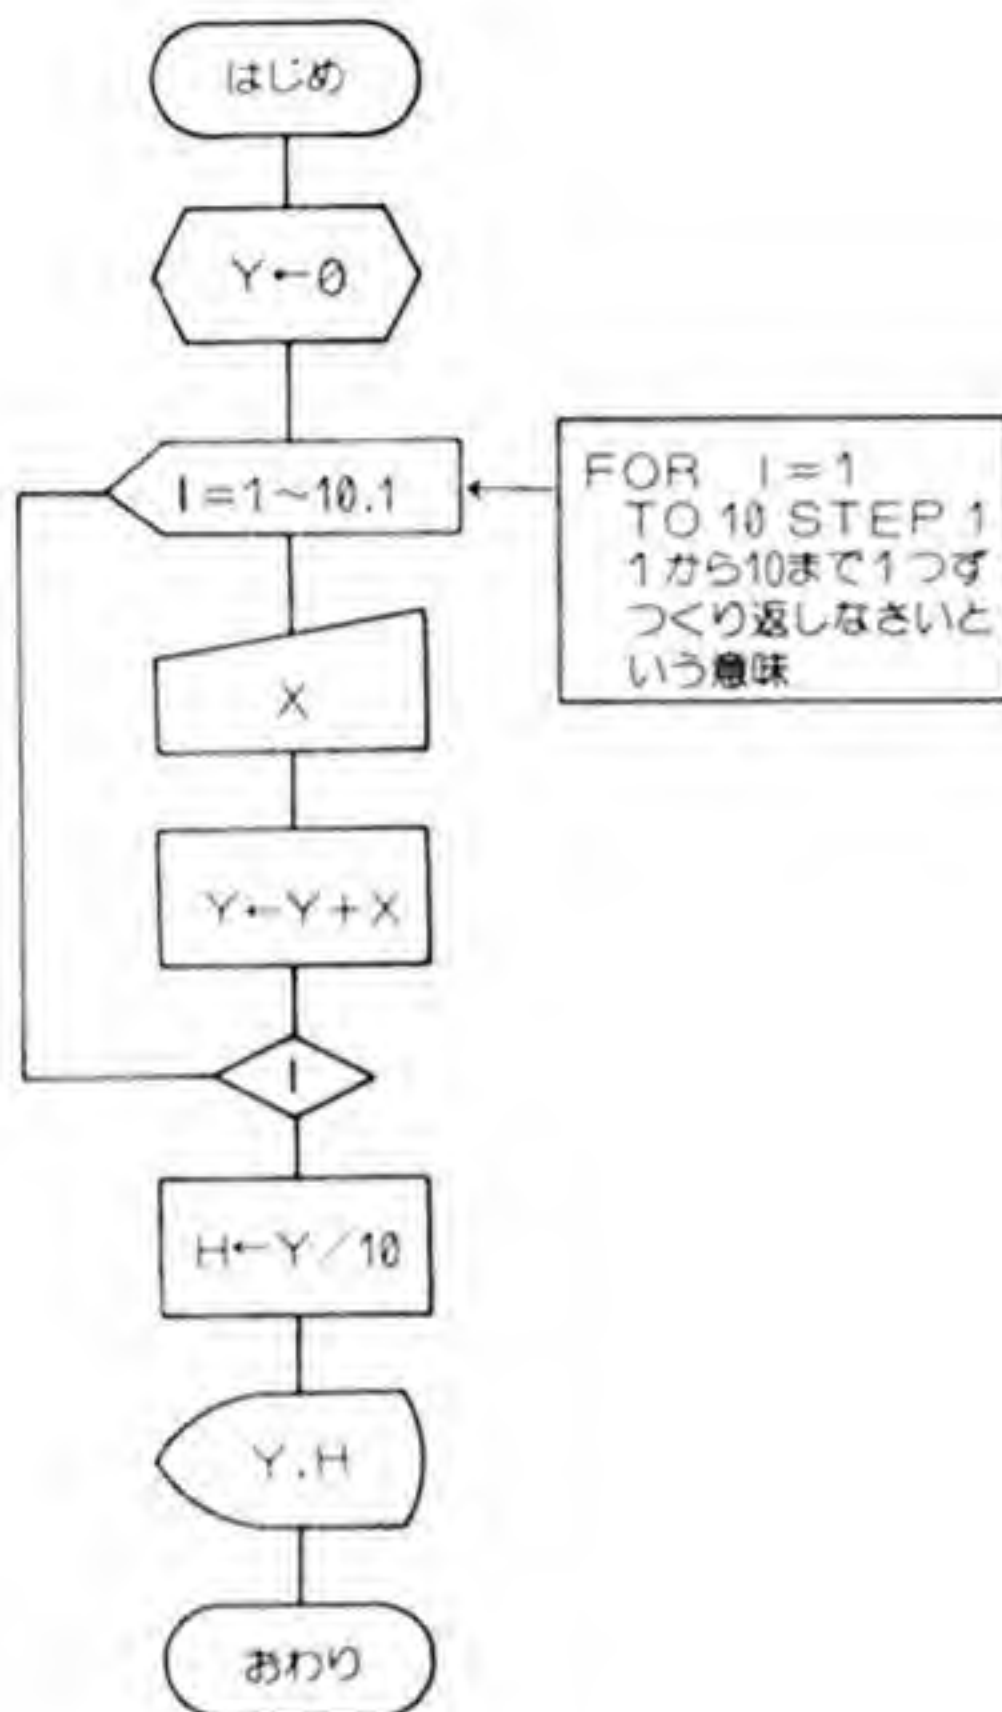 はじめ
Y←0
I=1~10.1
FOR I=1
TO 10 STEP 1
1から10まで1つず
つくり返しなさいと
いう意味
X
Y←Y+X
I
H←Y/10
Y.H
おわり